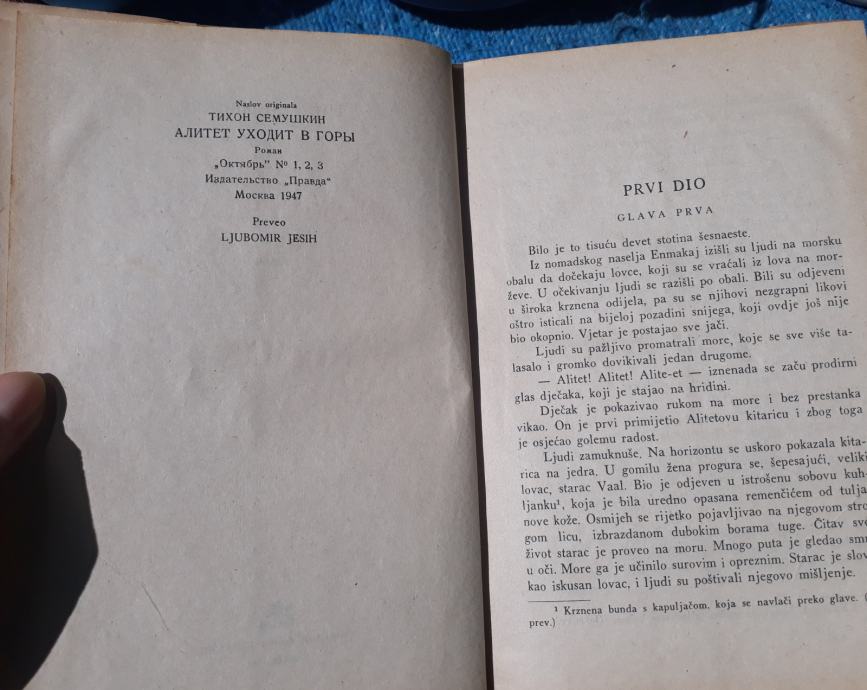 Naslov originala
ТИХОН СЕМУШКИН
АЛИТЕТ УХОДИТ В ГОРЫ
Роман
„Октябрь" № 1, 2, 3
Издательство „Правда"
Москва 1947
Preveo
LJUBOMIR JESIH
PRVI DIO
GLAVA PRVA
Bilo je to tisuću devet stotina šesnaeste.
Iz nomadskog naselja Enmakaj izišli su ljudi na morsku
obalu da dočekaju lovce, koji su se vraćali iz lova na mor-
ževe. U očekivanju ljudi se razišli po obali. Bili su odjeveni
u široka krznena odijela, pa su se njihovi nezgrapni likovi
oštro isticali na bijeloj pozadini snijega, koji ovdje još nije
bio okopnio. Vjetar je postajao sve jači.
Ljudi su pažljivo promatrali more, koje se sve više ta-
lasalo i gromko dovikivali jedan drugome.
— Alitet! Alitet! Alite-et — iznenada se začu prodirni
glas dječaka, koji je stajao na hridini.
Dječak je pokazivao rukom na more i bez prestanka
vikao. On je prvi primijetio Alitetovu kitaricu i zbog toga
je osjećao golemu radost.
Ljudi zamuknuše. Na horizontu se uskoro pokazala kita-
rica na jedra. U gomilu žena progura se, šepesajući, veliki
lovac, starac Vaal. Bio je odjeven u istrošenu sobovu kuh-
ljanku¹, koja je bila uredno opasana remenčićem od tulja-
nove kože. Osmijeh se rijetko pojavljivao na njegovom stro-
gom licu, izbrazdanom dubokim borama tuge. Čitav svo
život starac je proveo na moru. Mnogo puta je gledao smr
u oči. More ga je učinilo surovim i opreznim. Starac je slov
kao iskusan lovac, i ljudi su poštivali njegovo mišljenje.
¹ Krznena bunda s kapuljačom, koja se navlači preko glave. (
prev.)